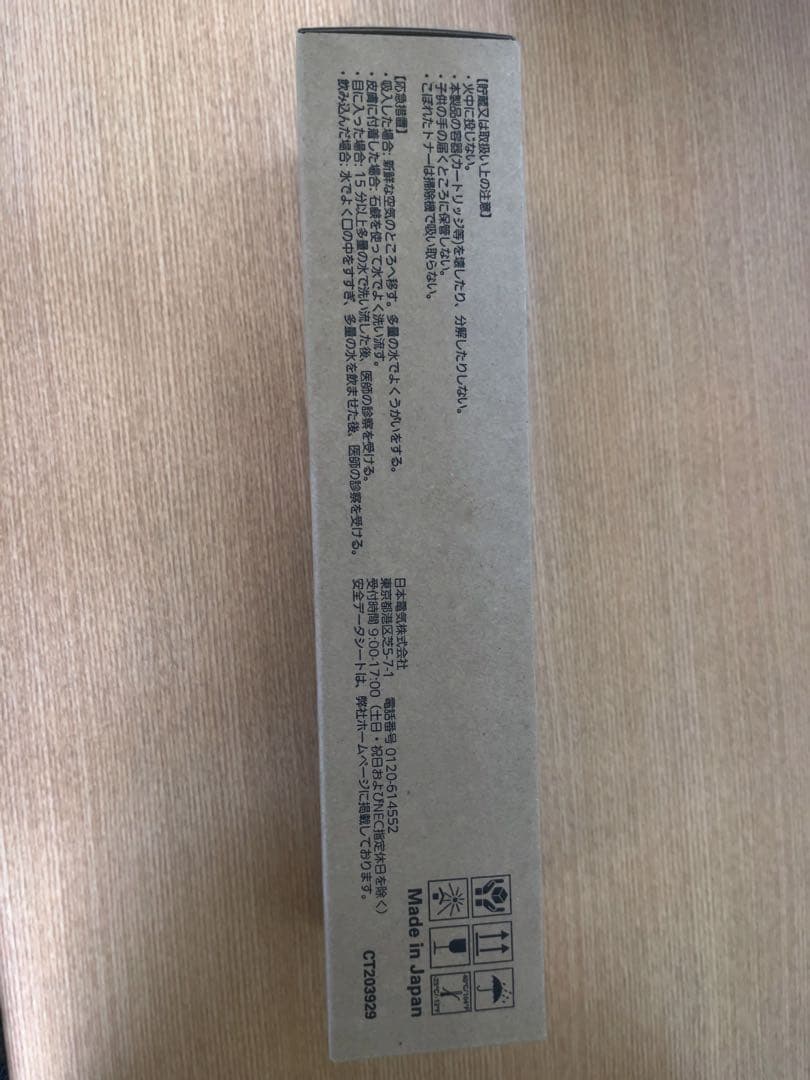 【貯蔵又は取扱い上の注意】
・火中に投じない。
・本製品の容器(カートリッジ等)を壊したり、分解したりしない。
・子供の手の届くところに保管しない。
・こぼれたトナーは掃除機で吸い取らない。
【応急措置】
・吸入した場合: 新鮮な空気のところへ移す。多量の水でよくうがいをする。
・皮膚に付着した場合: 石鹸を使って水でよく洗い流す。
・目に入った場合: 15 分以上多量の水で洗い流した後、医師の診察を受ける。
・飲み込んだ場合: 水でよく口の中をすすぎ、多量の水を飲ませた後、医師の診察を受ける。
日本電気株式会社
東京都港区芝5-7-1 電話番号 0120-614552
受付時間 9:00-17:00 (土日・祝日およびNEC指定休日を除く)
安全データシートは、弊社ホームページに掲載しております。
40℃/104℉
Made in Japan
CT203929